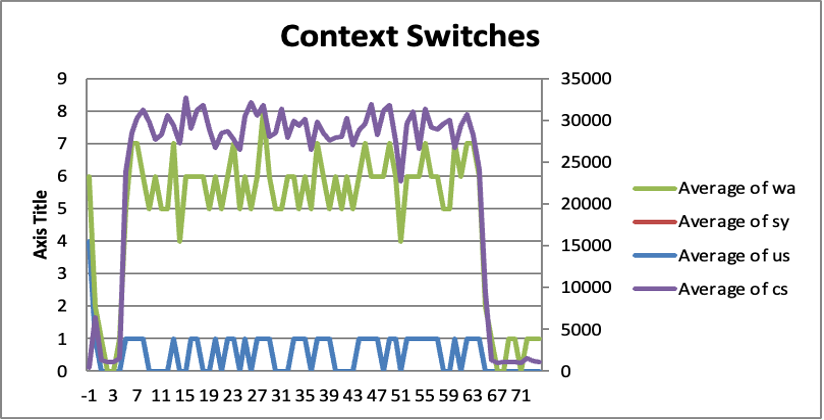 Context Switches
9
8
7
6
5
4
3
2
1
0
Axis Title
35000
30000
25000
20000
15000
10000
5000
0
-1 3 7 11 15 19 23 27 31 35 39 43 47 51 55 59 63 67 71
Average of wa
Average of sy
Average of us
Average of cs